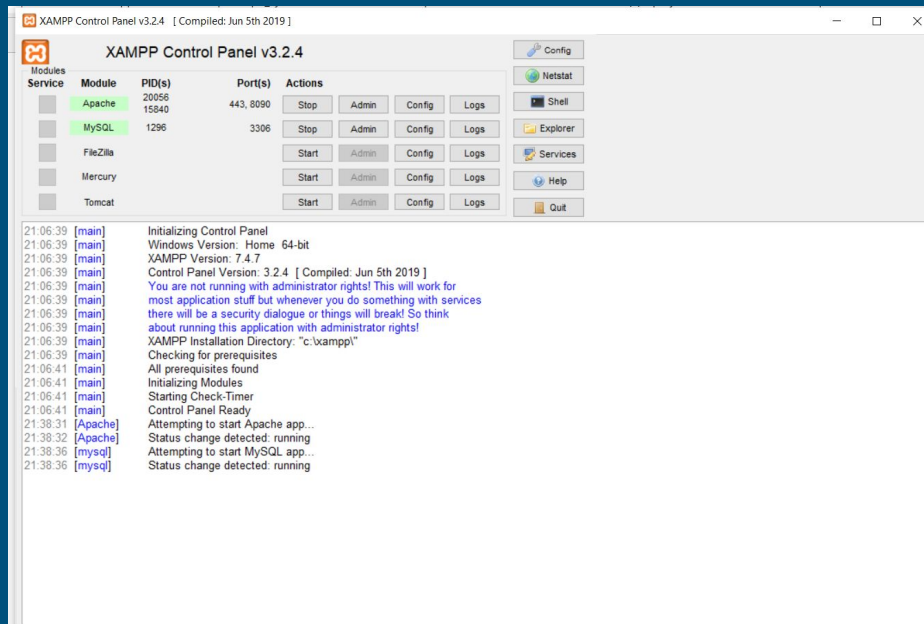 XAMPP Control Panel v3.2.4 [ Compiled: Jun 5th 2019 ]
XAMPP Control Panel v3.2.4
Config
Modules
Service Module PID(s) Port(s) Actions
Netstat
Apache 20056 15840 443, 8090 Stop Admin Config Logs
Shell
MySQL 1296 3306 Stop Admin Config Logs
Explorer
FileZilla Start Admin Config Logs
Services
Mercury Start Admin Config Logs
Help
Tomcat Start Admin Config Logs
Quit
21:06:39 [main] Initializing Control Panel
21:06:39 [main] Windows Version: Home 64-bit
21:06:39 [main] XAMPP Version: 7.4.7
21:06:39 [main] Control Panel Version: 3.2.4 [ Compiled: Jun 5th 2019 ]
21:06:39 [main] You are not running with administrator rights! This will work for
21:06:39 [main] most application stuff but whenever you do something with services
21:06:39 [main] there will be a security dialogue or things will break! So think
21:06:39 [main] about running this application with administrator rights!
21:06:39 [main] XAMPP Installation Directory: "c:\xampp\"
21:06:39 [main] Checking for prerequisites
21:06:41 [main] All prerequisites found
21:06:41 [main] Initializing Modules
21:06:41 [main] Starting Check-Timer
21:06:41 [main] Control Panel Ready
21:38:31 [Apache] Attempting to start Apache app...
21:38:32 [Apache] Status change detected: running
21:38:36 [mysql] Attempting to start MySQL app...
21:38:36 [mysql] Status change detected: running